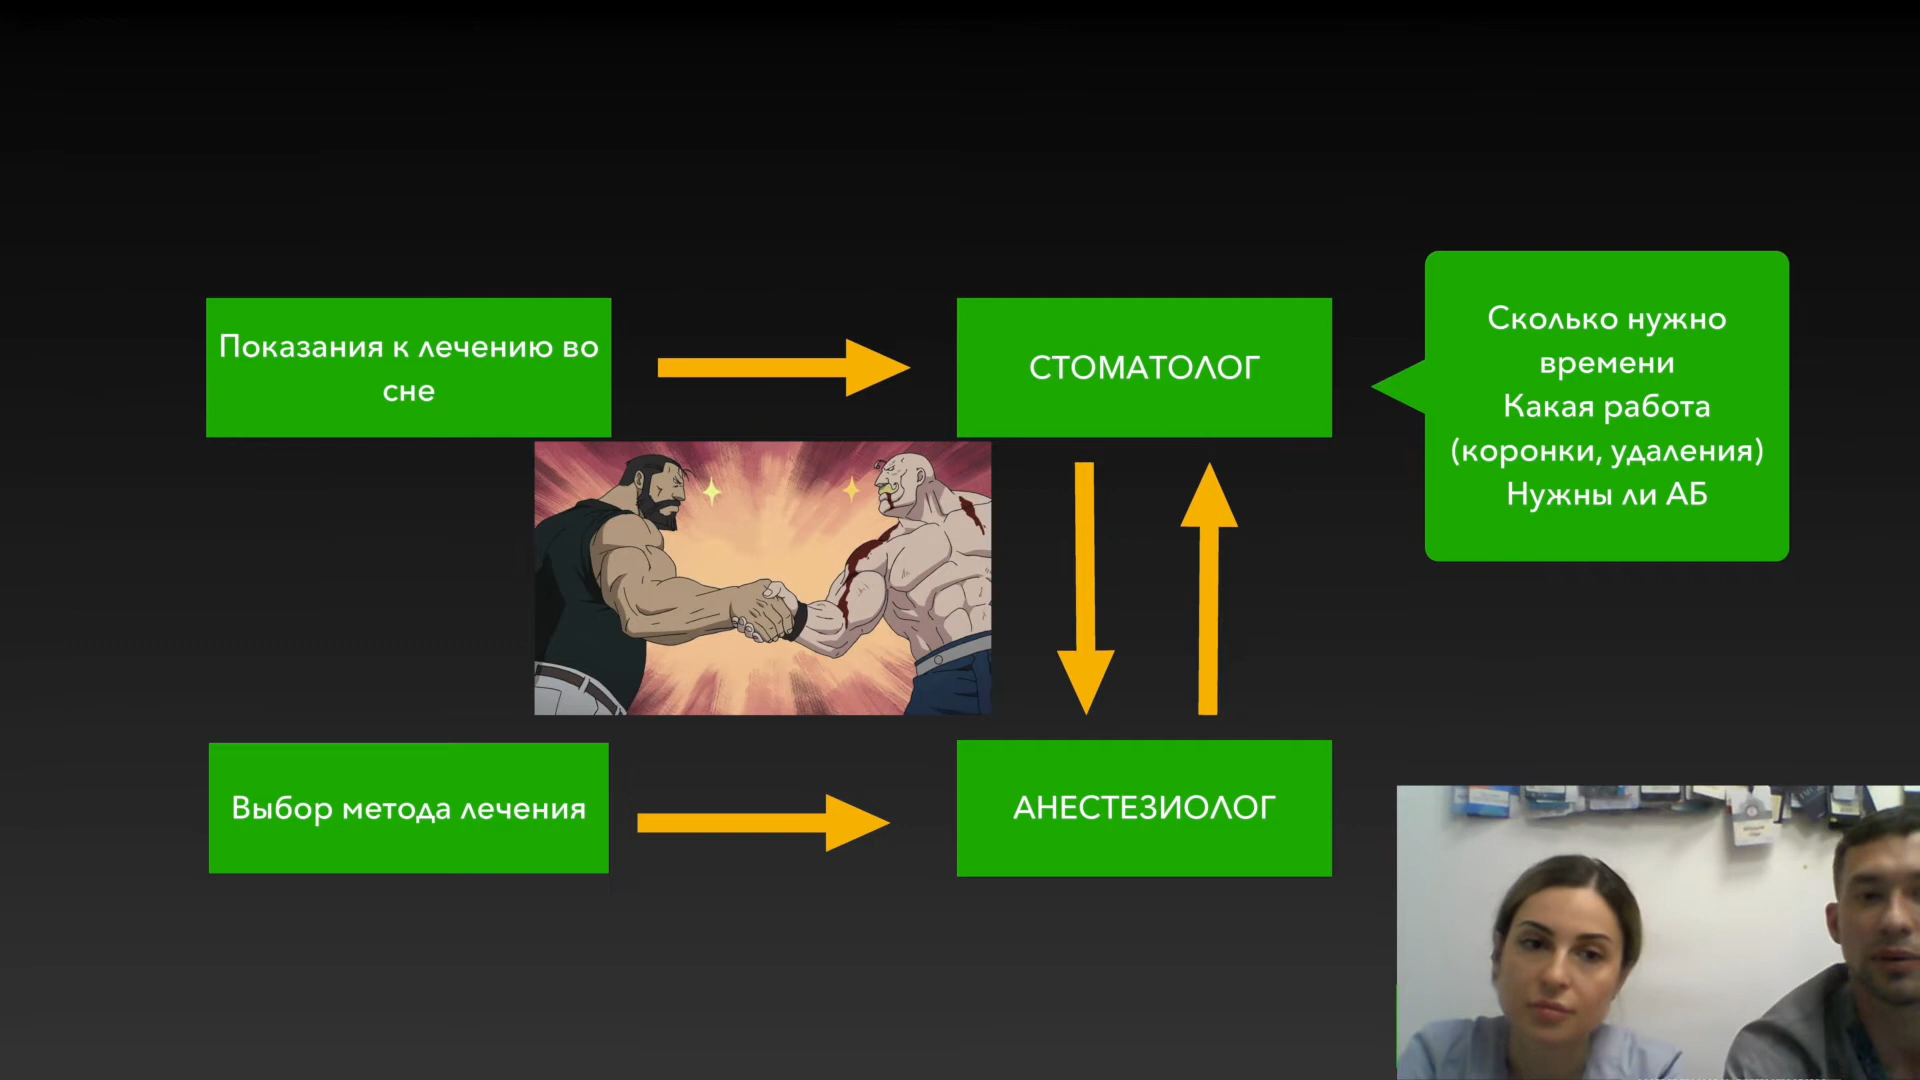 Показания к лечению во
сне
СТОМАТОЛОГ
Сколько нужно
времени
Какая работа
(коронки, удаления)
Нужны ли АБ
Выбор метода лечения
АНЕСТЕЗИОЛОГ